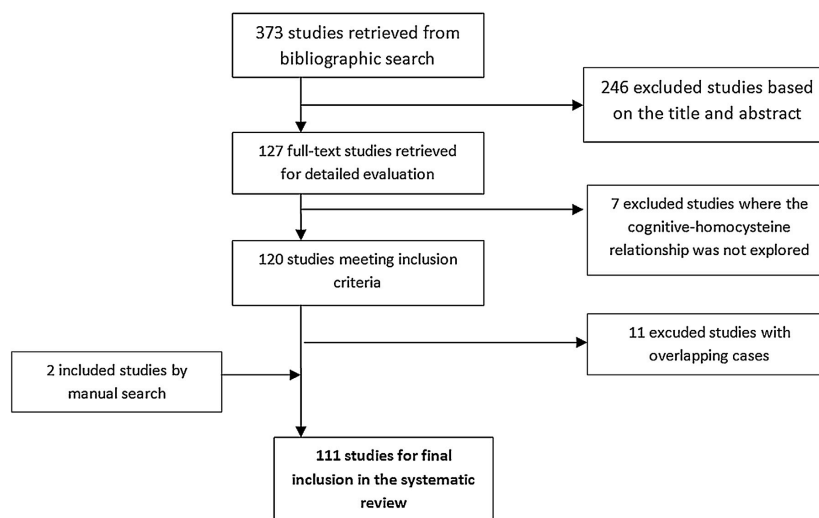 373 studies retrieved from
bibliographic search
246 excluded studies based
on the title and abstract
127 full-text studies retrieved
for detailed evaluation
7 excluded studies where the
cognitive-homocysteine
relationship was not explored
120 studies meeting inclusion
criteria
11 excuded studies with
overlapping cases
2 included studies by
manual search
111 studies for final
inclusion in the systematic
review